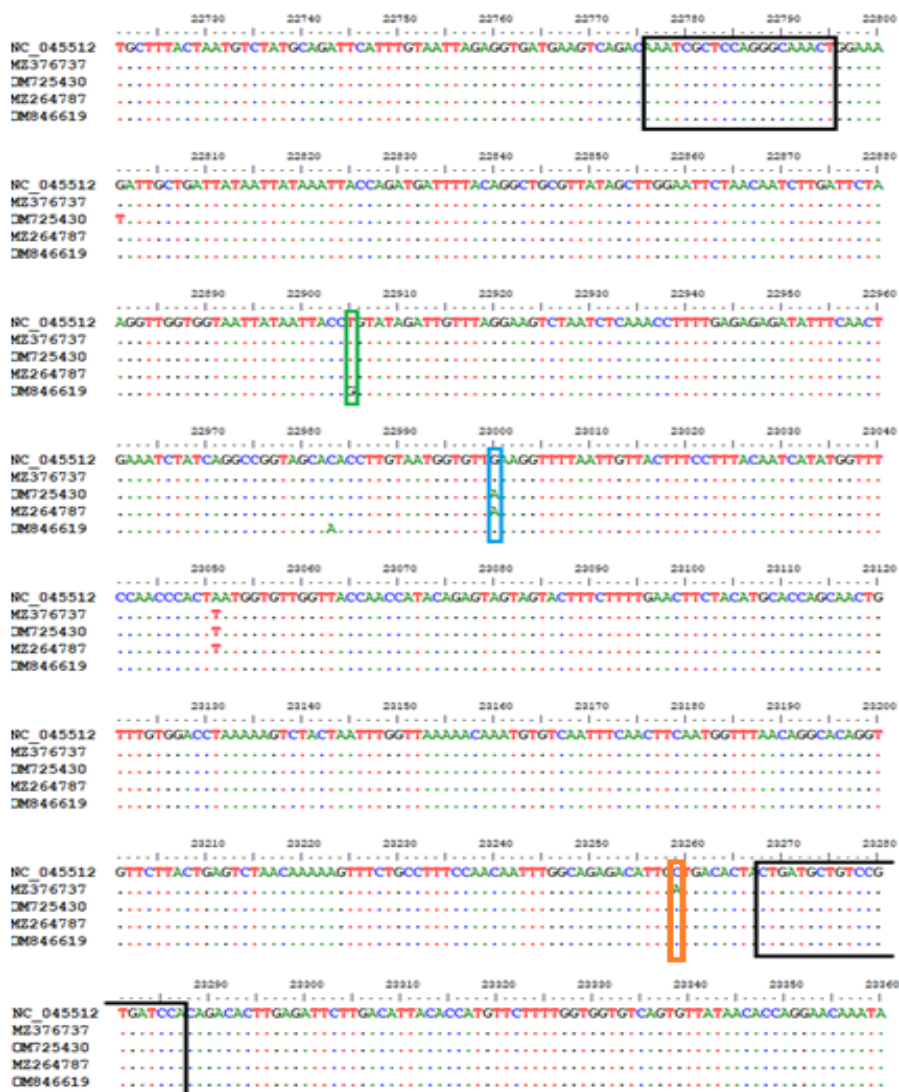 22730 22740 22750 22760 22770 22780 22790 22800
NC_045512 TGCTTTACTAATGTCTATGCAGATTCATTTGTAATTAGAGGTGATGAAGTCAGACAAATCGCTCCAGGGCAAACTGGAAA
MZ376737
OM725430
MZ264787
OM846619
22810 22820 22830 22840 22850 22860 22870 22880
NC_045512 GATTGCTGATTATAATTATAAATTACCAGATGATTTTACAGGCTGCGTTATAGCTTGGAATTCTAACAATCTTGATTCTA
MZ376737
OM725430 T
MZ264787
OM846619
22890 22900 22910 22920 22930 22940 22950 22960
NC_045512 AGGTTGGTGGTAATTATAATTACCTGTATAGATTGTTTAGGAAGTCTAATCTCAAACCTTTTGAGAGAGATATTTCAACT
MZ376737
OM725430
MZ264787
OM846619 G
22970 22980 22990 23000 23010 23020 23030 23040
NC_045512 GAAATCTATCAGGCCGGTAGCACACCTTGTAATGGTGTTGAAGGTTTTAATTGTTACTTTCCTTTACAATCATATGGTTT
MZ376737
OM725430 A
MZ264787 A
OM846619 A
23050 23060 23070 23080 23090 23100 23110 23120
NC_045512 CCAACCCACTAATGGTGTTGGTTACCAACCATACAGAGTAGTAGTACTTTCTTTTGAACTTCTACATGCACCAGCAACTG
MZ376737 T
OM725430 T
MZ264787 T
OM846619
23130 23140 23150 23160 23170 23180 23190 23200
NC_045512 TTTGTGGACCTAAAAAGTCTACTAATTTGGTTAAAAACAAATGTGTCAATTTCAACTTCAATGGTTTAACAGGCACAGGT
MZ376737
OM725430
MZ264787
OM846619
23210 23220 23230 23240 23250 23260 23270 23280
NC_045512 GTTCTTACTGAGTCTAACAAAAAGTTTCTGCCTTTCCAACAATTTGGCAGAGACATTGCTGACACTACTGATGCTGTCCG
MZ376737 A
OM725430
MZ264787
OM846619
23290 23300 23310 23320 23330 23340 23350 23360
NC_045512 TGATCCACAGACACTTGAGATTCTTGACATTACACCATGTTCTTTTGGTGGTGTCAGTGTTATAACACCAGGAACAAATA
MZ376737
OM725430
MZ264787
OM846619